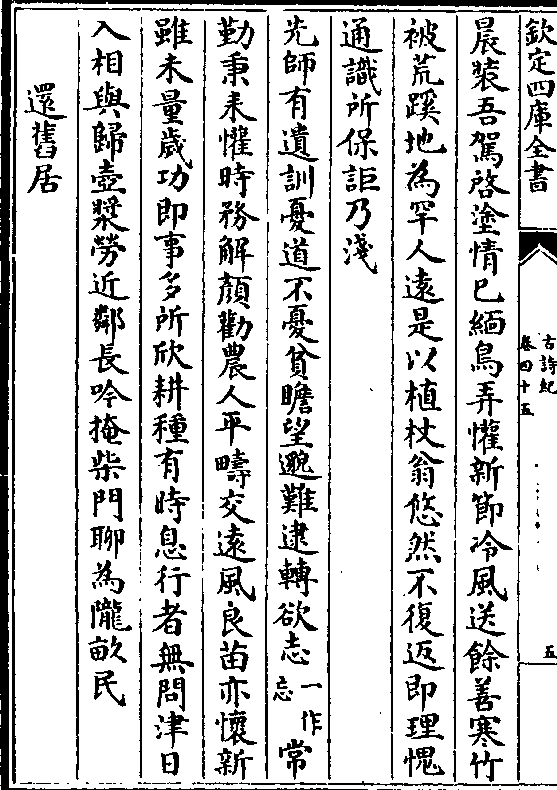 欽定四庫全書
古詩紀
卷四十五
五
晨装吾駕啓塗情已緬鳥弄懽新節冷風送餘善寒竹
被荒蹊地為罕人遠是以植杖翁悠然不復返即理愧
通識所保詎乃淺
先師有遺訓憂道不憂貧瞻望邈難逮轉欲志一作忘常
勤秉耒懽時務解顔勸農人平疇交遠風良苗亦懷新
雖未量歳功即事多所欣耕種有時息行者無問津日
入相與歸壺漿勞近鄰長吟掩柴門聊為隴畝民
還舊居